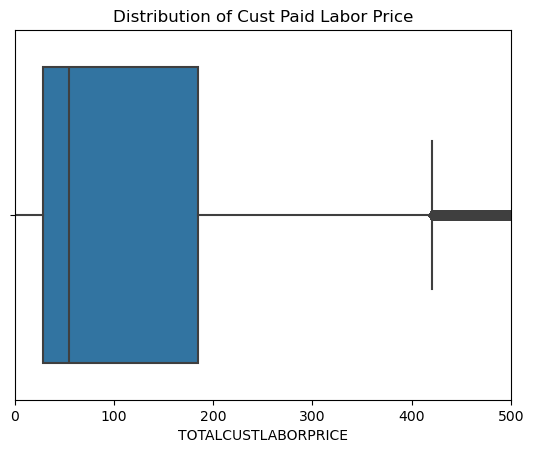 Distribution of Cust Paid Labor Price
0 100 200 300 400 500
TOTALCUSTLABORPRICE